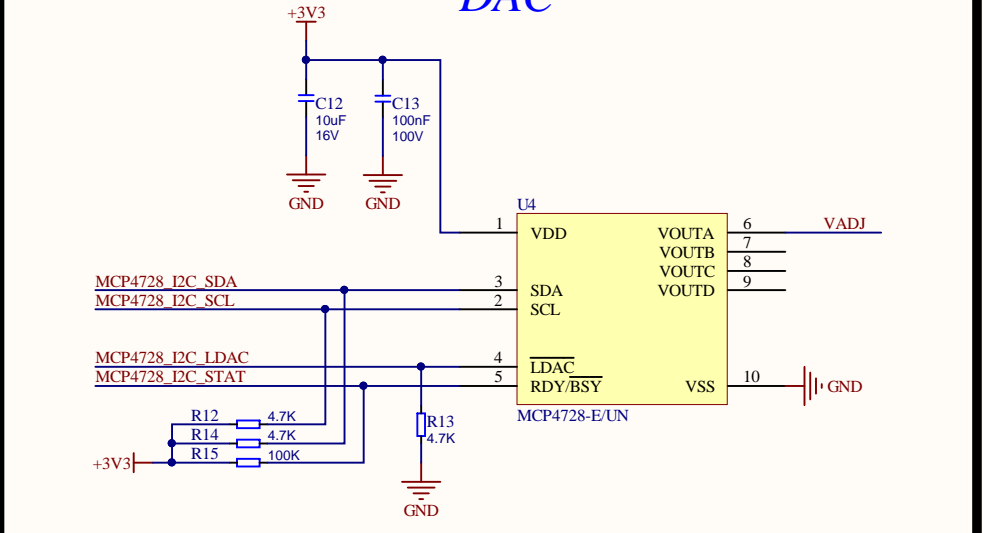 DAC
+3V3
C12
10uF
16V
C13
100nF
100V
GND
GND
U4
1
VDD
VOUTA
6
VADJ
VOUTB
7
VOUTC
8
MCP4728_I2C_SDA
3
SDA
VOUTD
9
MCP4728_I2C_SCL
2
SCL
MCP4728_I2C_LDAC
4
LDAC
MCP4728_I2C_STAT
5
RDY/BSY
VSS
10
GND
MCP4728-E/UN
R12
4.7K
R14
4.7K
R15
100K
+3V3
R13
4.7K
GND